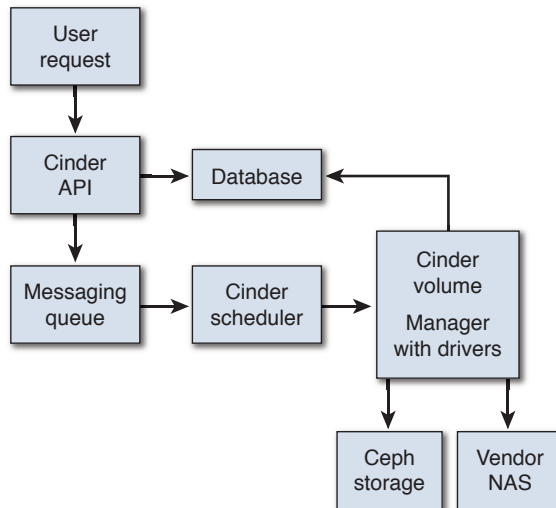 User
request
Cinder
API
Database
Messaging
queue
Cinder
scheduler
Cinder
volume
Manager
with drivers
Ceph
storage
Vendor
NAS